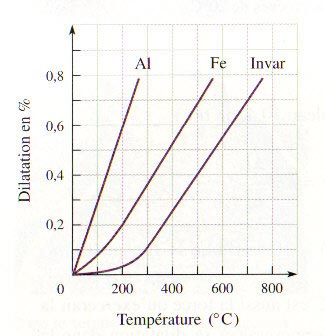 Al Fe Invar
0,8
0,6
0,4
0,2
0 200 400 600 800
Dilatation en %
Température (°C)